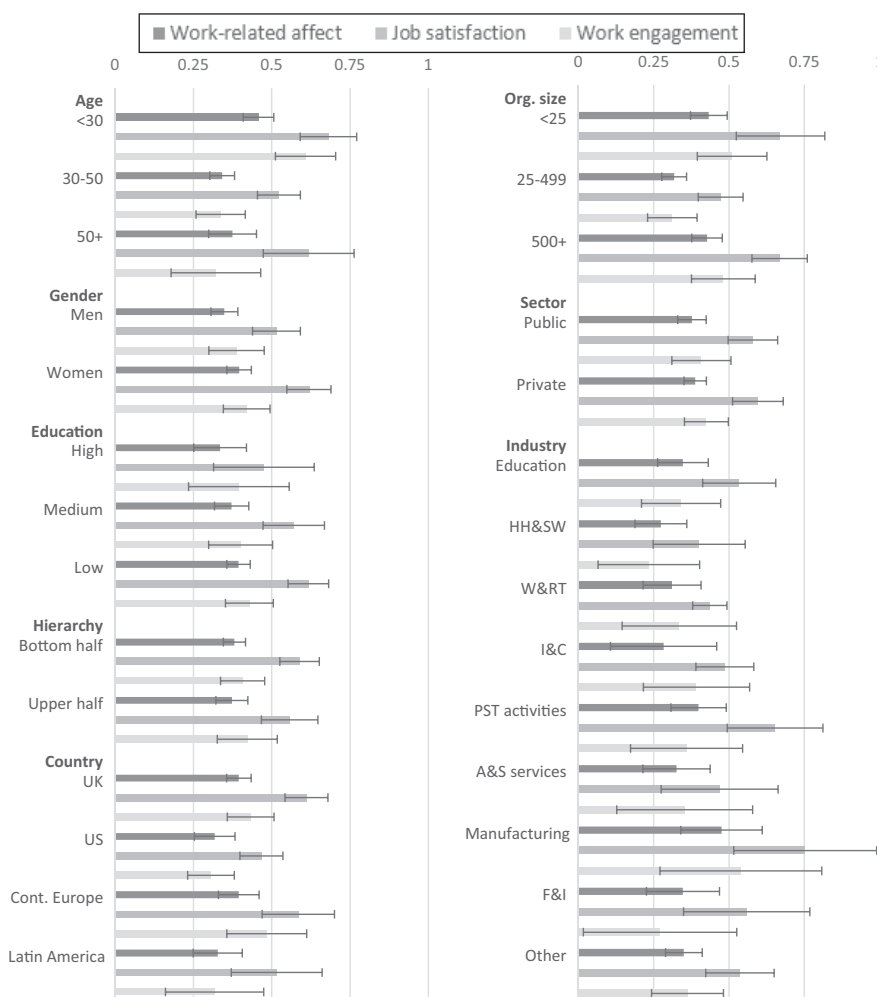 Work-related affect Job satisfaction Work engagement
0 0.25 0.5 0.75 1
Age
<30
30-50
50+
Gender
Men
Women
Education
High
Medium
Low
Hierarchy
Bottom half
Upper half
Country
UK
US
Cont. Europe
Latin America
0 0.25 0.5 0.75
Org. size
<25
25-499
500+
Sector
Public
Private
Industry
Education
HH&SW
W&RT
I&C
PST activities
A&S services
Manufacturing
F&I
Other